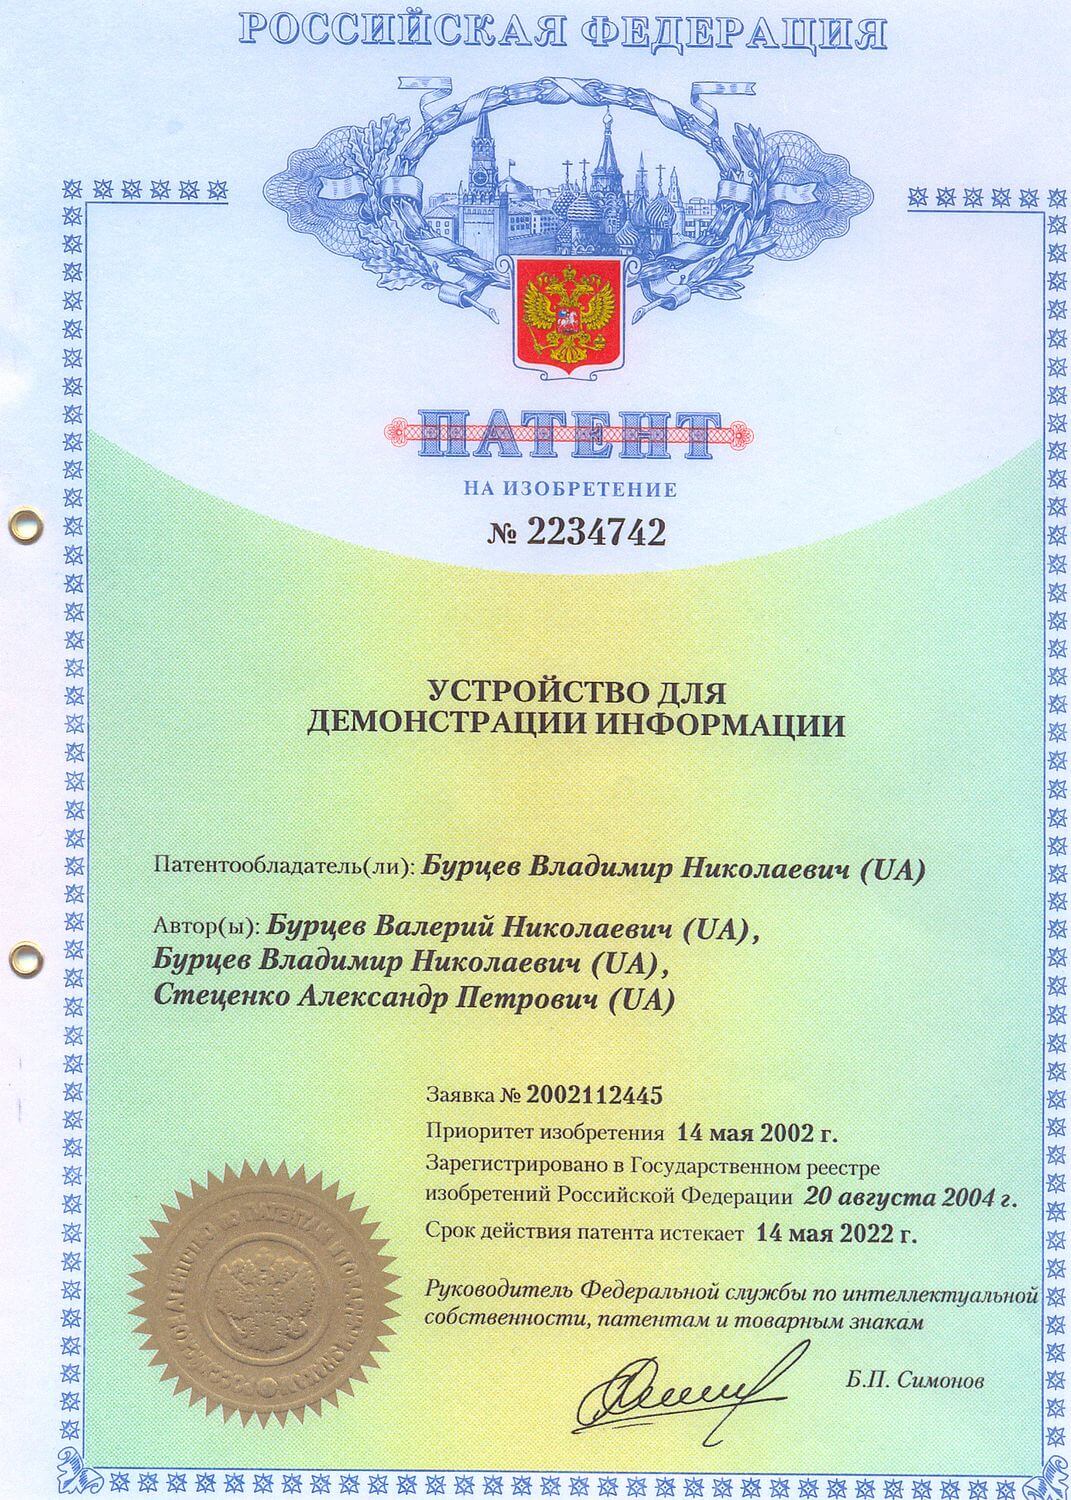 РОССИЙСКАЯ ФЕДЕРАЦИЯ
ПАТЕНТ
НА ИЗОБРЕТЕНИЕ
№ 2234742
УСТРОЙСТВО ДЛЯ
ДЕМОНСТРАЦИИ ИНФОРМАЦИИ
Патентообладатель(ли): Бурцев Владимир Николаевич (UA)
Автор(ы): Бурцев Валерий Николаевич (UA),
Бурцев Владимир Николаевич (UA),
Стеценко Александр Петрович (UA)
Заявка № 2002112445
Приоритет изобретения 14 мая 2002 г.
Зарегистрировано в Государственном реестре
изобретений Российской Федерации 20 августа 2004 г.
Срок действия патента истекает 14 мая 2022 г.
Руководитель Федеральной службы по интеллектуальной
собственности, патентам и товарным знакам
Б.П. Симонов